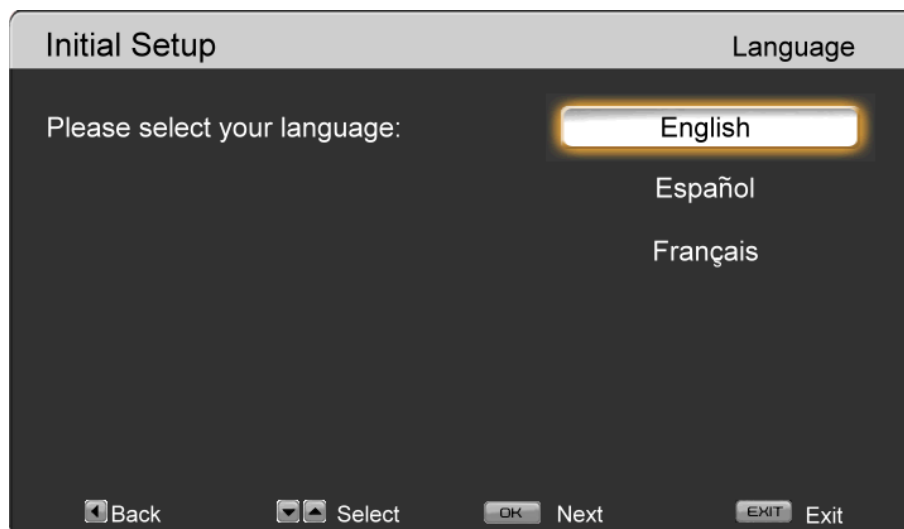 Initial Setup Language
Please select your language: English
Español
Français
Back Select OK Next EXIT Exit